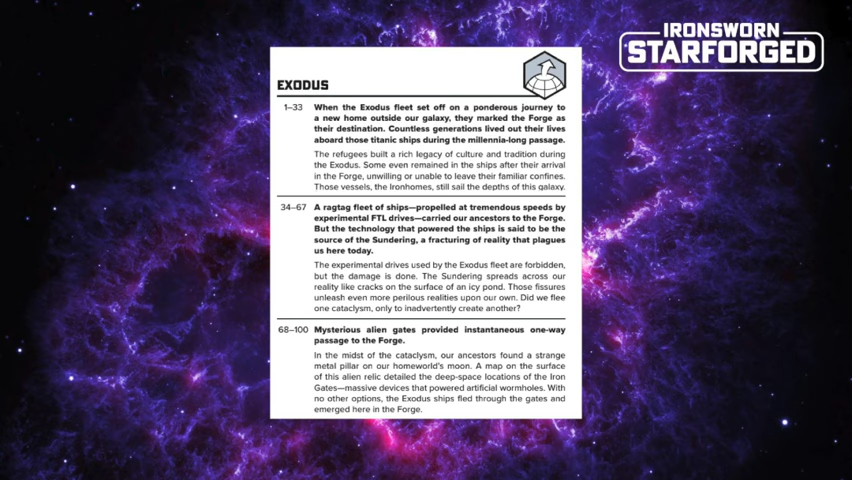 IRONSWORN
STARFORGED
EXODUS
1–33 When the Exodus fleet set off on a ponderous journey to
a new home outside our galaxy, they marked the Forge as
their destination. Countless generations lived out their lives
aboard those titanic ships during the millennia-long passage.
The refugees built a rich legacy of culture and tradition during
the Exodus. Some even remained in the ships after their arrival
in the Forge, unwilling or unable to leave their familiar confines.
Those vessels, the Ironhomes, still sail the depths of this galaxy.
34–67 A ragtag fleet of ships—propelled at tremendous speeds by
experimental FTL drives—carried our ancestors to the Forge.
But the technology that powered the ships is said to be the
source of the Sundering, a fracturing of reality that plagues
us here today.
The experimental drives used by the Exodus fleet are forbidden,
but the damage is done. The Sundering spreads across our
reality like cracks on the surface of an icy pond. Those fissures
unleash even more perilous realities upon our own. Did we flee
one cataclysm, only to inadvertently create another?
68–100 Mysterious alien gates provided instantaneous one-way
passage to the Forge.
In the midst of the cataclysm, our ancestors found a strange
metal pillar on our homeworld's moon. A map on the surface
of this alien relic detailed the deep-space locations of the Iron
Gates—massive devices that powered artificial wormholes. With
no other options, the Exodus ships fled through the gates and
emerged here in the Forge.